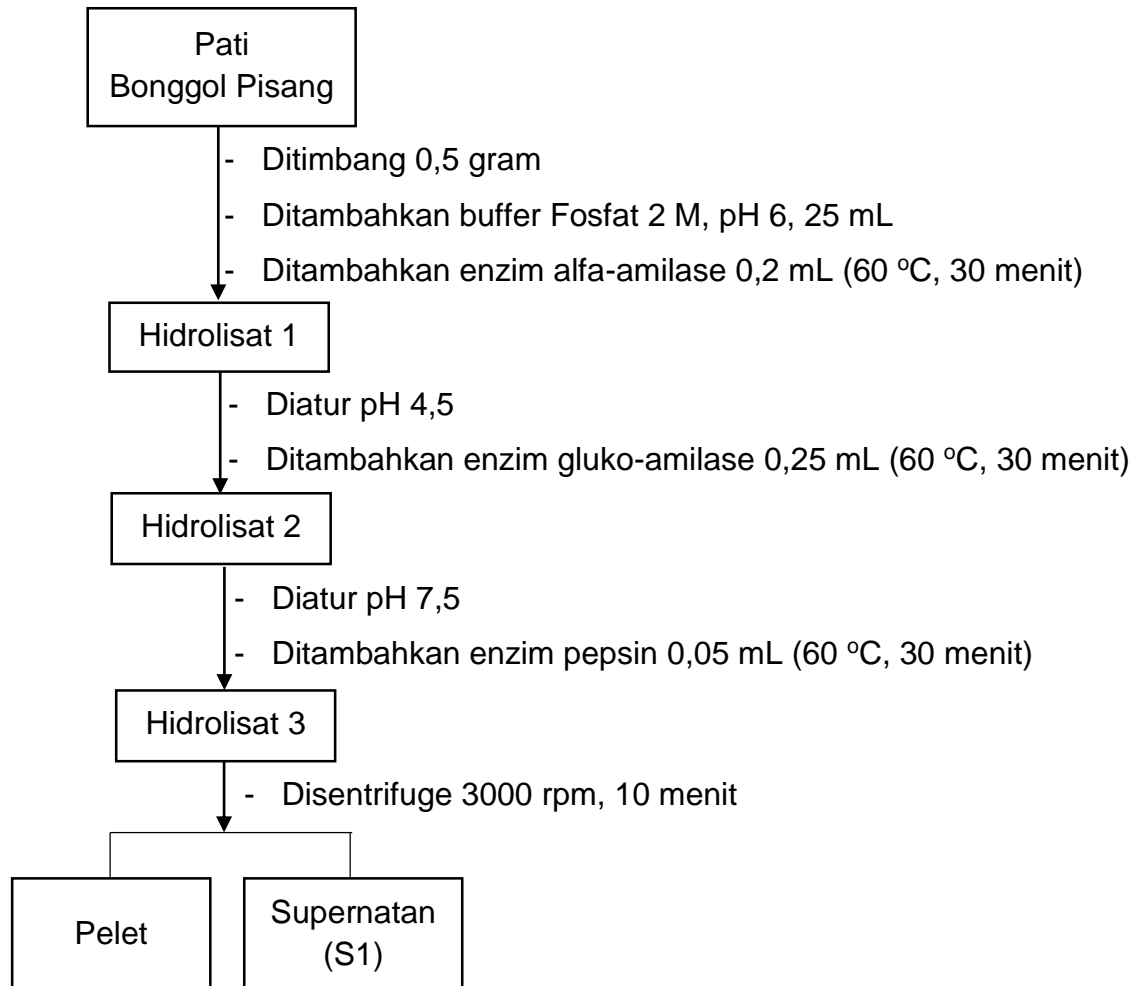 Pati
Bonggol Pisang
- Ditimbang 0,5 gram
- Ditambahkan buffer Fosfat 2 M, pH 6, 25 mL
- Ditambahkan enzim alfa-amilase 0,2 mL (60 ºC, 30 menit)
Hidrolisat 1
- Diatur pH 4,5
- Ditambahkan enzim gluko-amilase 0,25 mL (60 ºC, 30 menit)
Hidrolisat 2
- Diatur pH 7,5
- Ditambahkan enzim pepsin 0,05 mL (60 ºC, 30 menit)
Hidrolisat 3
- Disentrifuge 3000 rpm, 10 menit
Pelet
Supernatan
(S1)